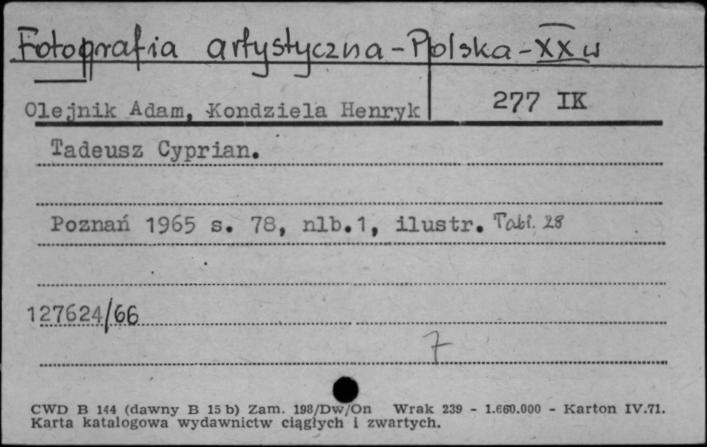 Fotografia artystyczna - Polska - XX w
Olejnik Adam, Kondziela Henryk 277 IK
Tadeusz Cyprian.
Poznań 1965 s. 78, nlb.1, ilustr. Tabl. 28
127624/66
7
CWD B 144 (dawny B 15 b) Zam. 198/Dw/On Wrak 239 - 1.660.000 - Karton IV.71.
Karta katalogowa wydawnictw ciągłych i zwartych.